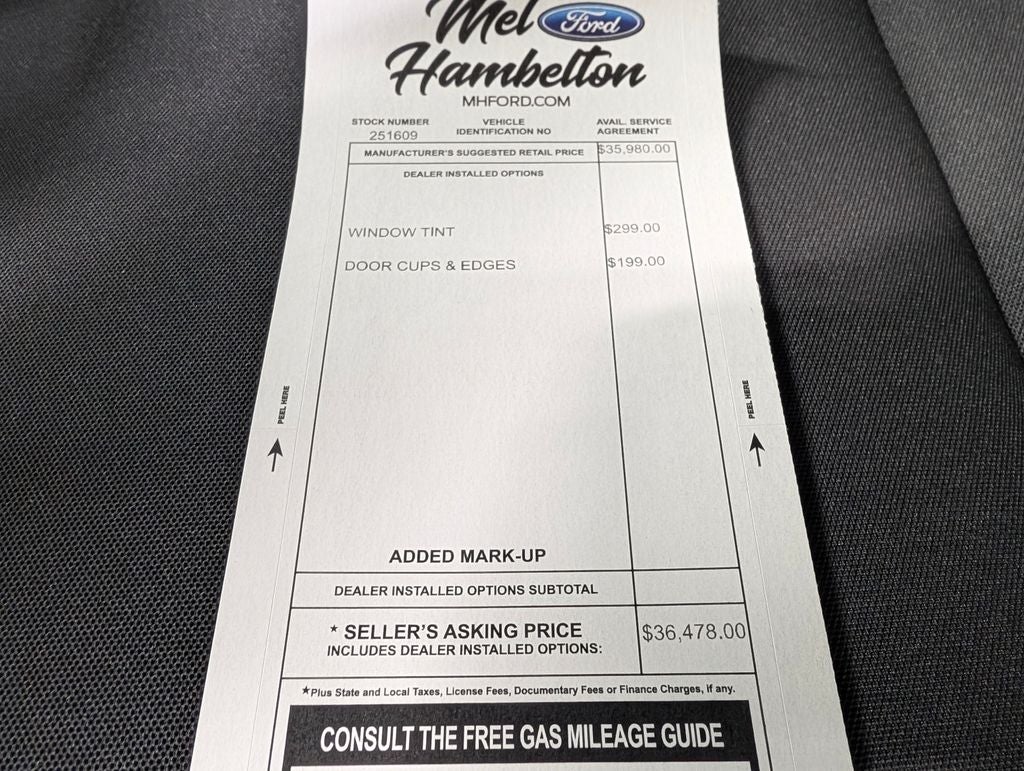 Mel Ford
Hambelton
MHFORD.COM
STOCK NUMBER
251609
VEHICLE
IDENTIFICATION NO
AVAIL. SERVICE
AGREEMENT
MANUFACTURER'S SUGGESTED RETAIL PRICE $35,980.00
DEALER INSTALLED OPTIONS
WINDOW TINT $299.00
DOOR CUPS & EDGES $199.00
PEEL HERE
PEEL HERE
ADDED MARK-UP
DEALER INSTALLED OPTIONS SUBTOTAL
* SELLER'S ASKING PRICE $36,478.00
INCLUDES DEALER INSTALLED OPTIONS:
*Plus State and Local Taxes, License Fees, Documentary Fees or Finance Charges, if any.
CONSULT THE FREE GAS MILEAGE GUIDE